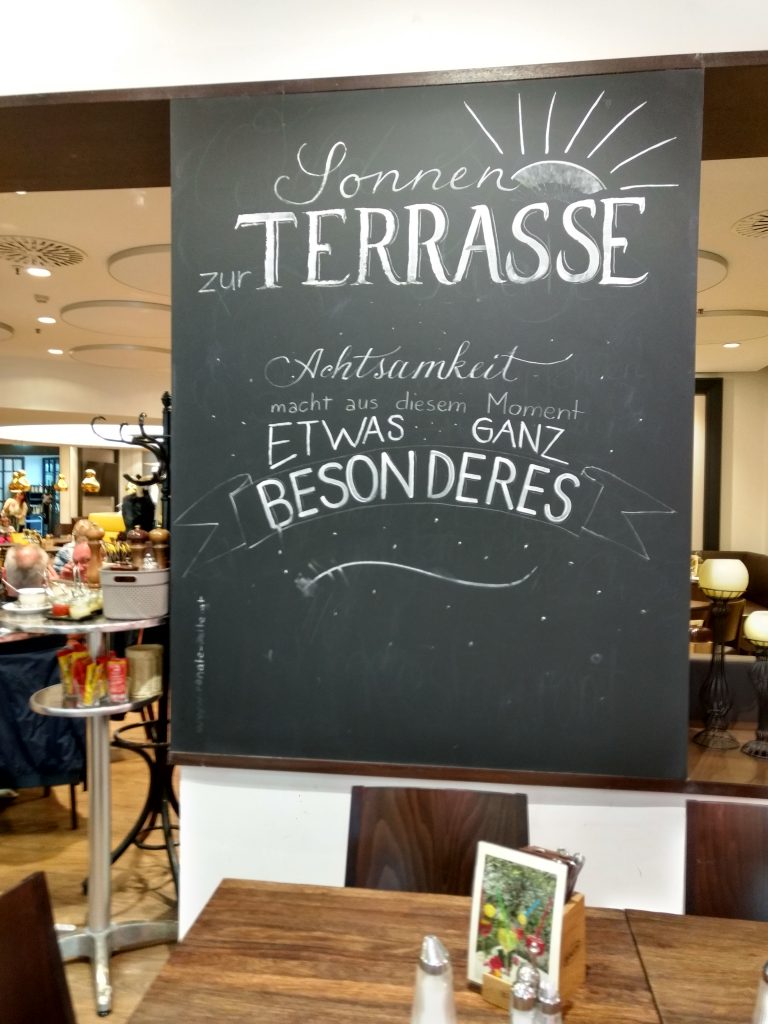 Sonnen
zur TERRASSE
Achtsamkeit
macht aus diesem Moment
ETWAS GANZ
BESONDERES